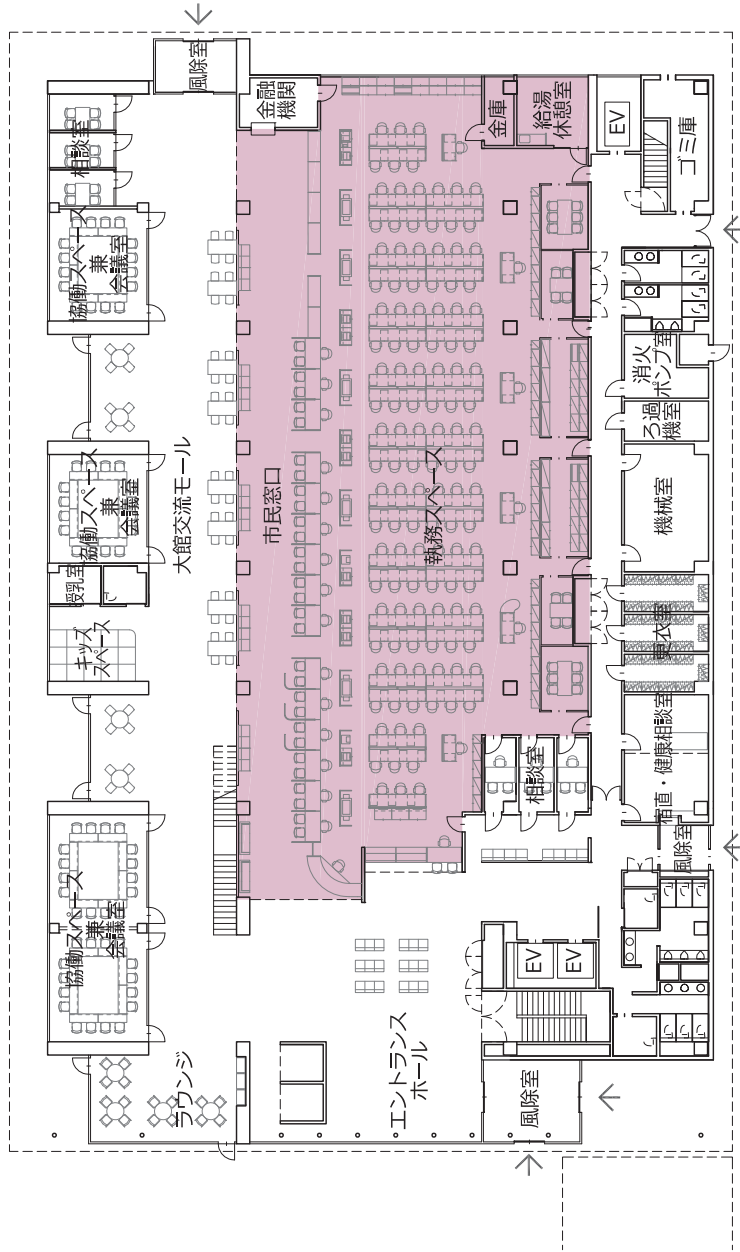 風除室
金融
機関
金庫
給湯
休憩室
EV
ゴミ庫
相談室
協働スペース
兼
会議室
消火
ポンプ室
ろ過
機室
大館交流モール
市民窓口
執務スペース
機械室
協働スペース
兼
会議室
授乳室
キッズ
スペース
更衣室
宿直・健康相談室
相談室
風除室
協働スペース
兼
会議室
EV
EV
ラウンジ
エントランス
ホール
風除室